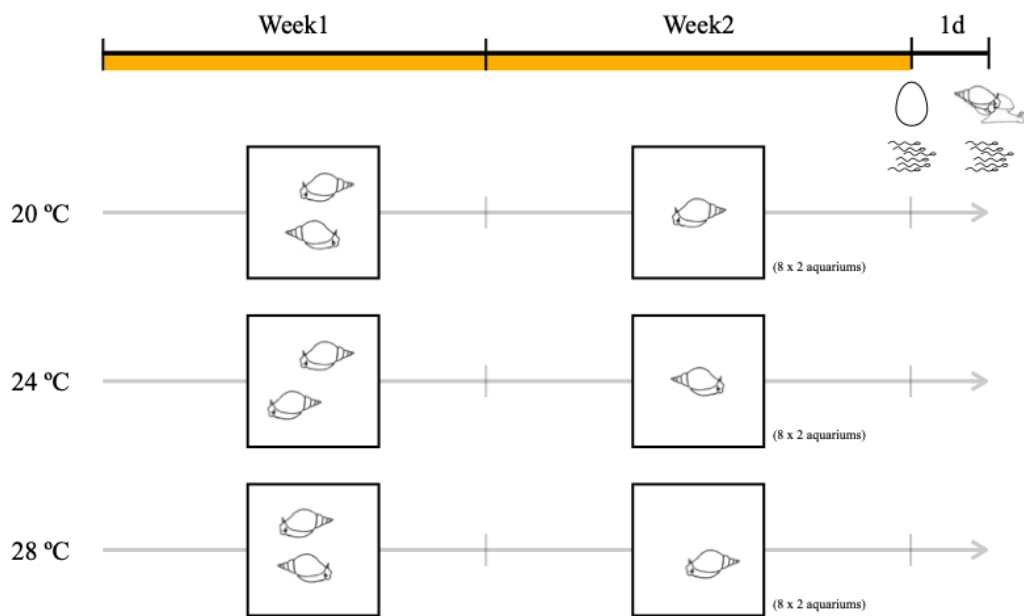 Week1
Week2
1d
20 ºC
(8 x 2 aquariums)
24 ºC
(8 x 2 aquariums)
28 ºC
(8 x 2 aquariums)